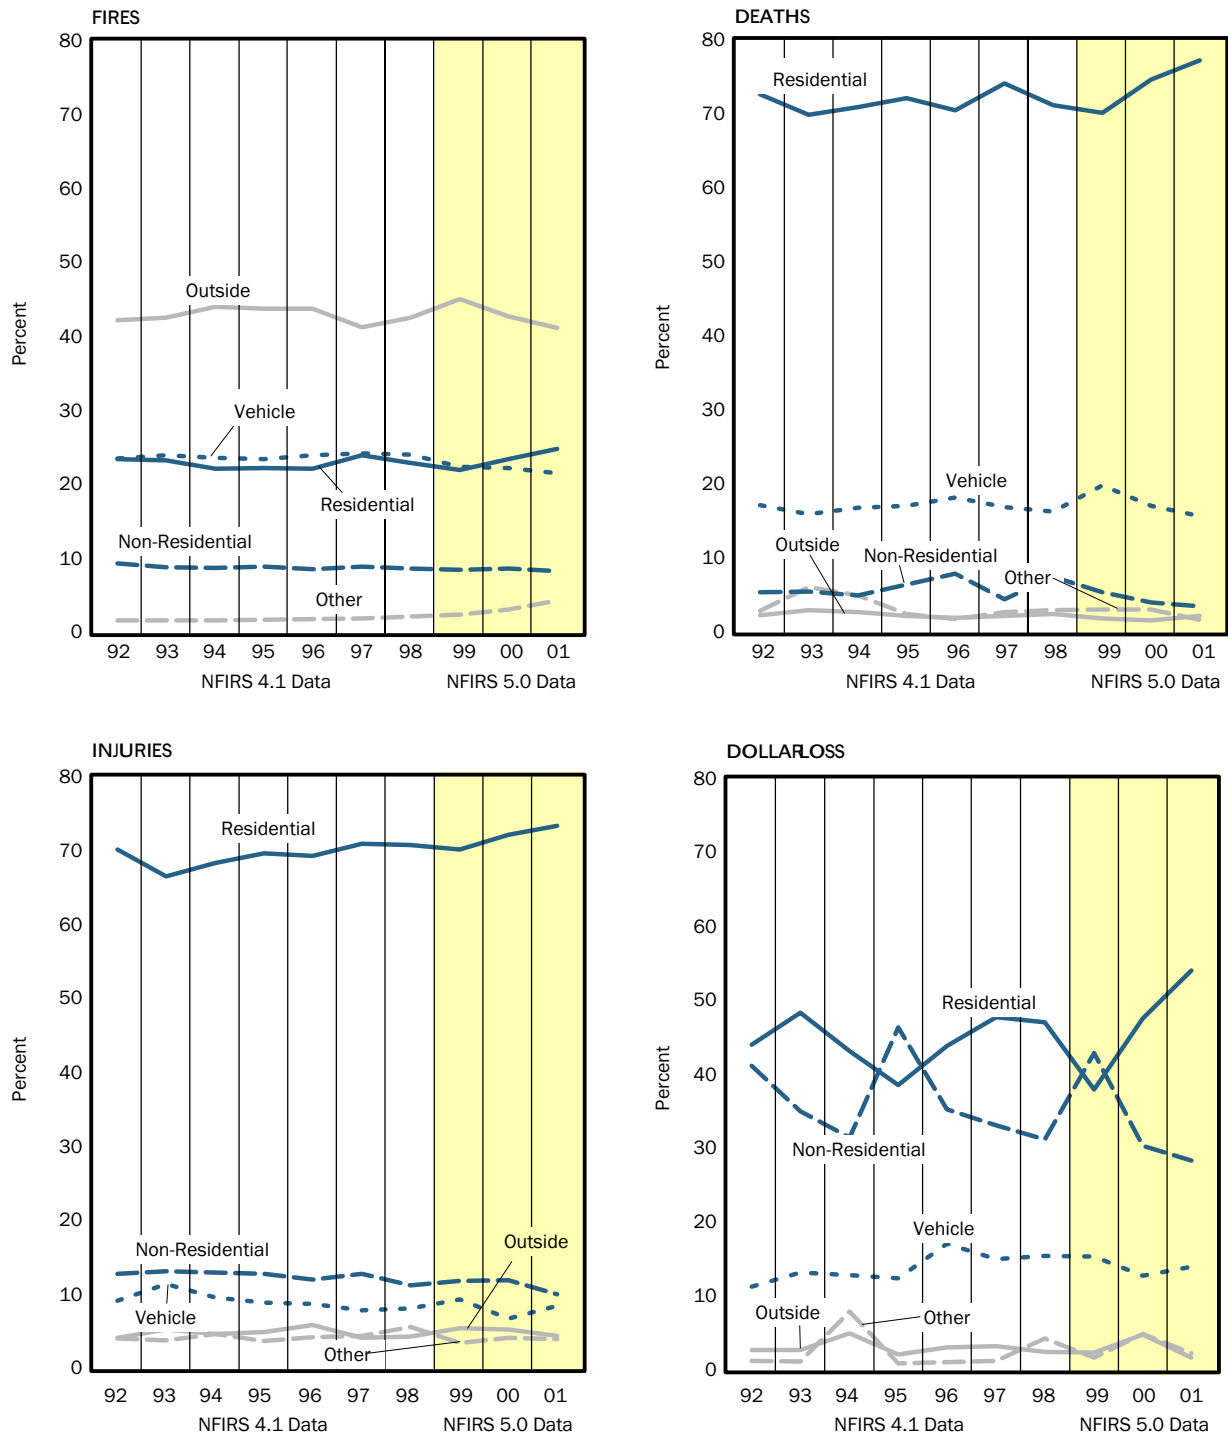 FIRES
80
70
60
50
40
30
20
10
0
Percent
Outside
Vehicle
Residential
Non-Residential
Other
92 93 94 95 96 97 98 99 00 01
NFIRS 4.1 Data NFIRS 5.0 Data
DEATHS
80
70
60
50
40
30
20
10
0
Percent
Residential
Vehicle
Outside
Non-Residential
Other
92 93 94 95 96 97 98 99 00 01
NFIRS 4.1 Data NFIRS 5.0 Data
INJURIES
80
70
60
50
40
30
20
10
0
Percent
Residential
Outside
Non-Residential
Vehicle
Other
92 93 94 95 96 97 98 99 00 01
NFIRS 4.1 Data NFIRS 5.0 Data
DOLLAR LOSS
80
70
60
50
40
30
20
10
0
Percent
Residential
Non-Residential
Vehicle
Outside
Other
92 93 94 95 96 97 98 99 00 01
NFIRS 4.1 Data NFIRS 5.0 Data